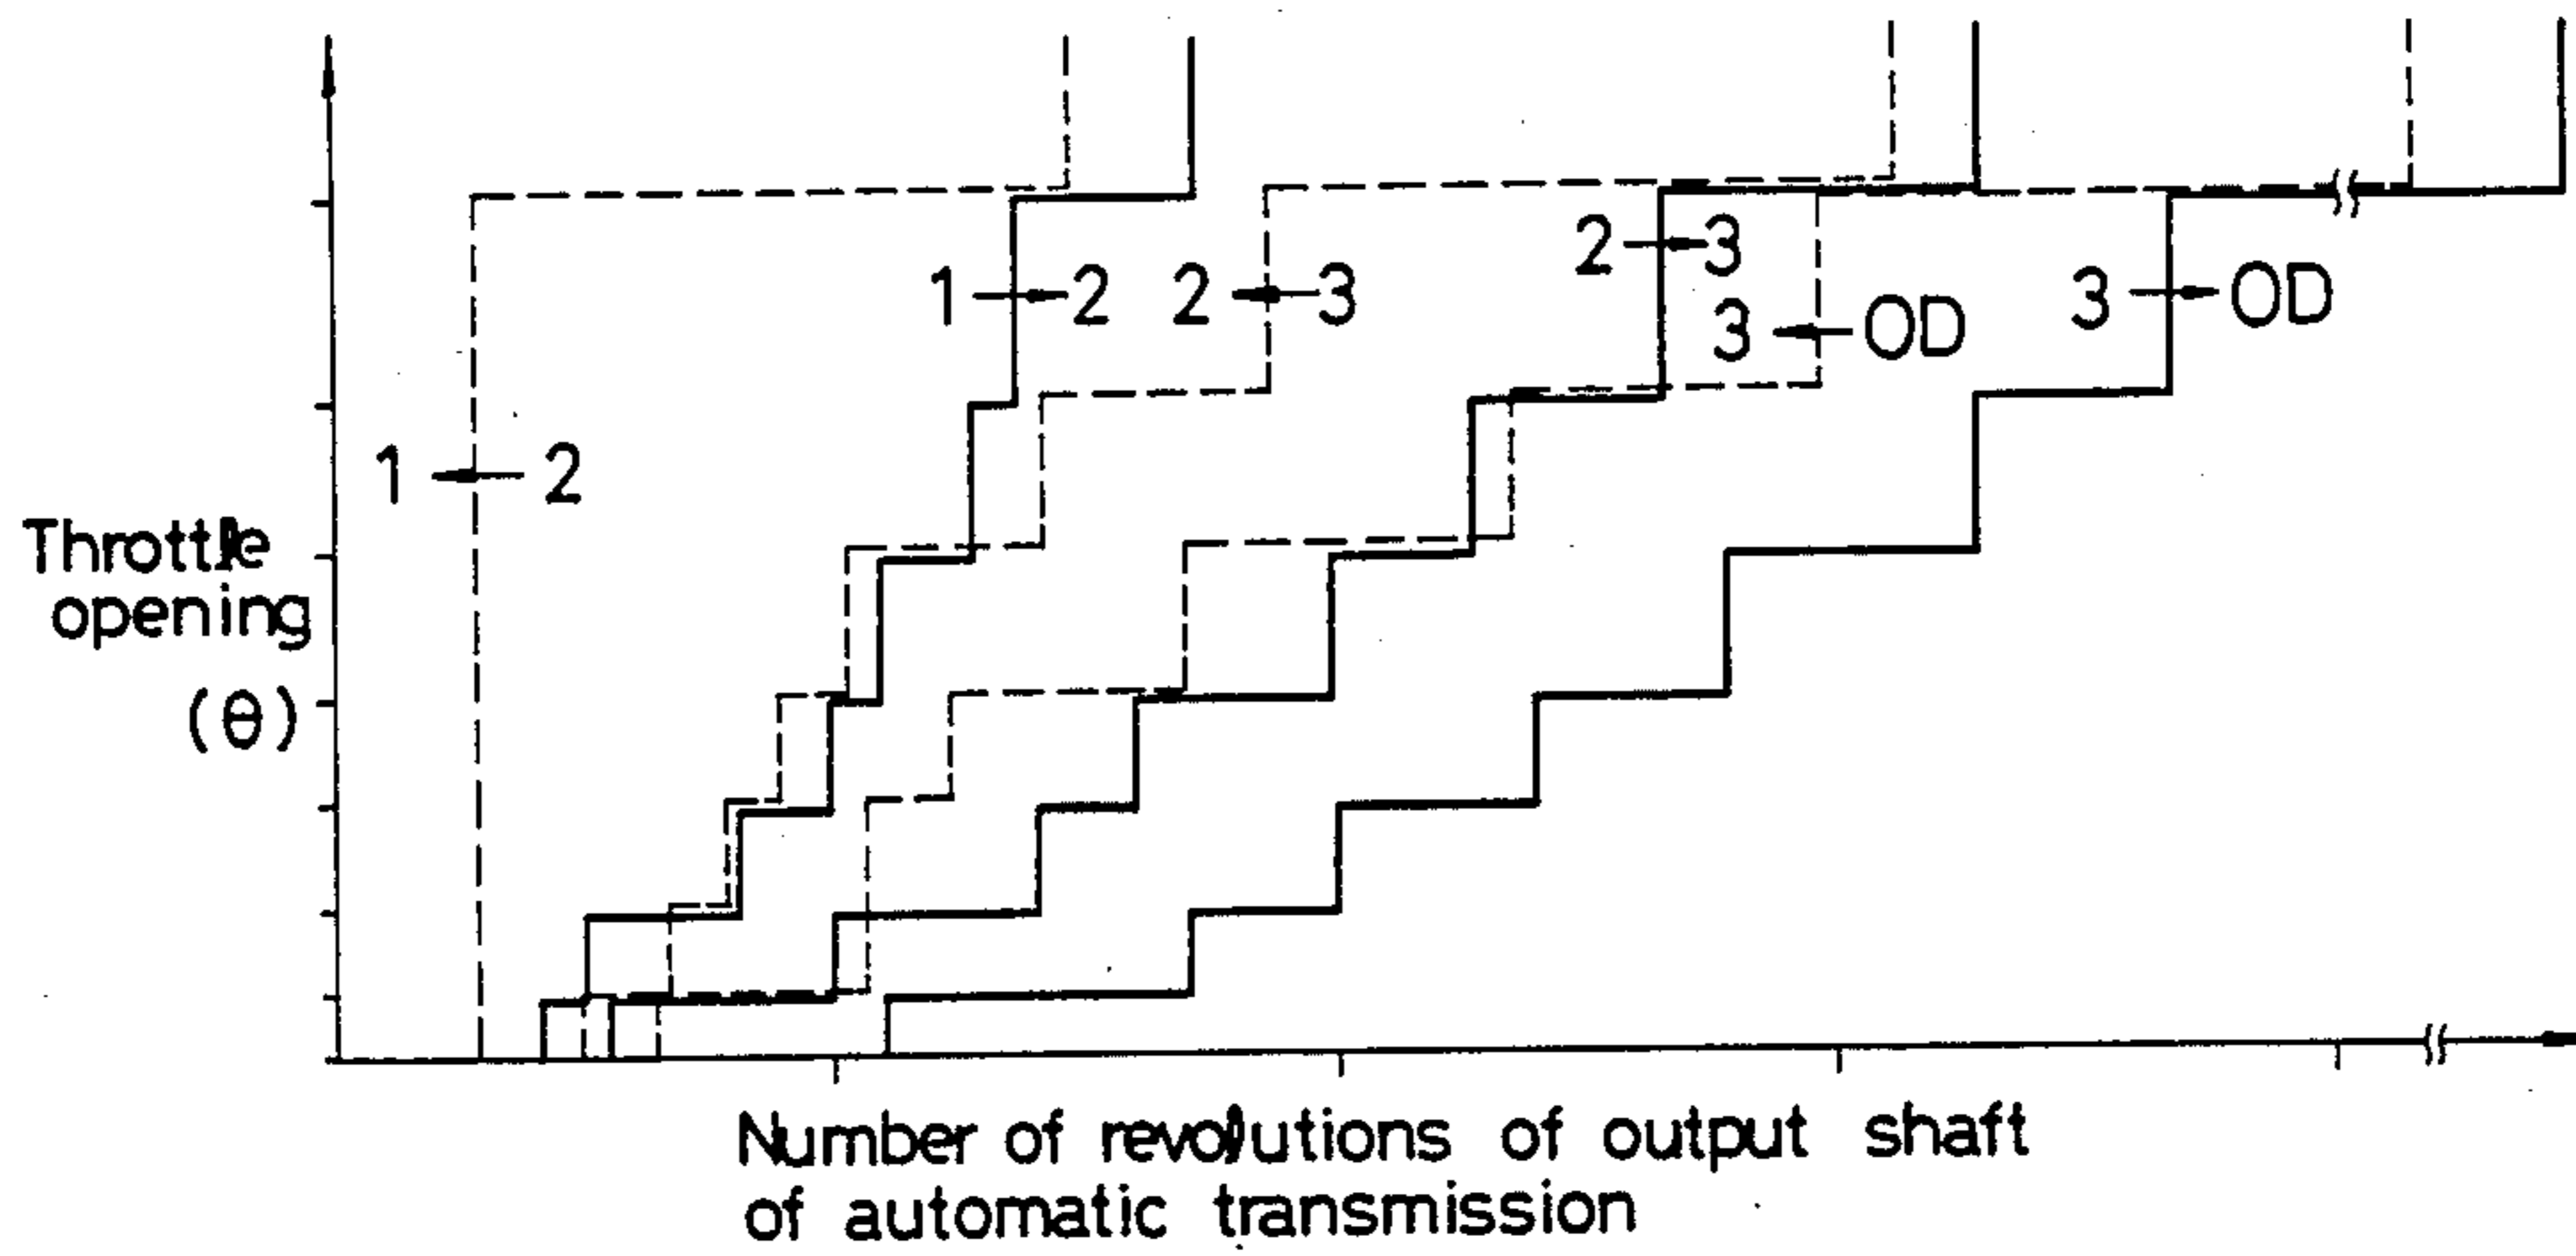 2→3
1→2
2←3
3←OD
3→OD
1←2
Throttle
opening
(θ)
Number of revolutions of output shaft
of automatic transmission